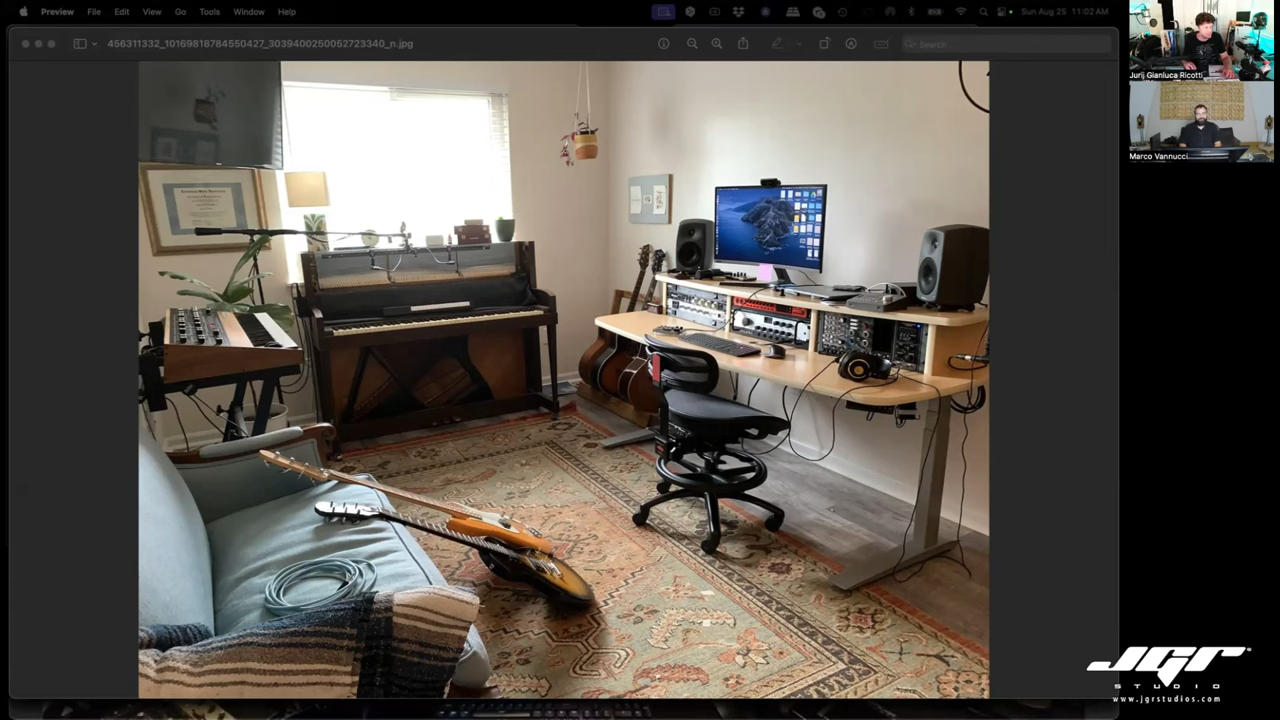 Preview File Edit View Go Tools Window Help
Sun Aug 25 11:02 AM
456311332_10169818784550427_3039400250052723340_n.jpg
Search
Jurij Gianluca Ricotti
Marco Vannucci
JGR
STUDIO
www.jgrstudios.com